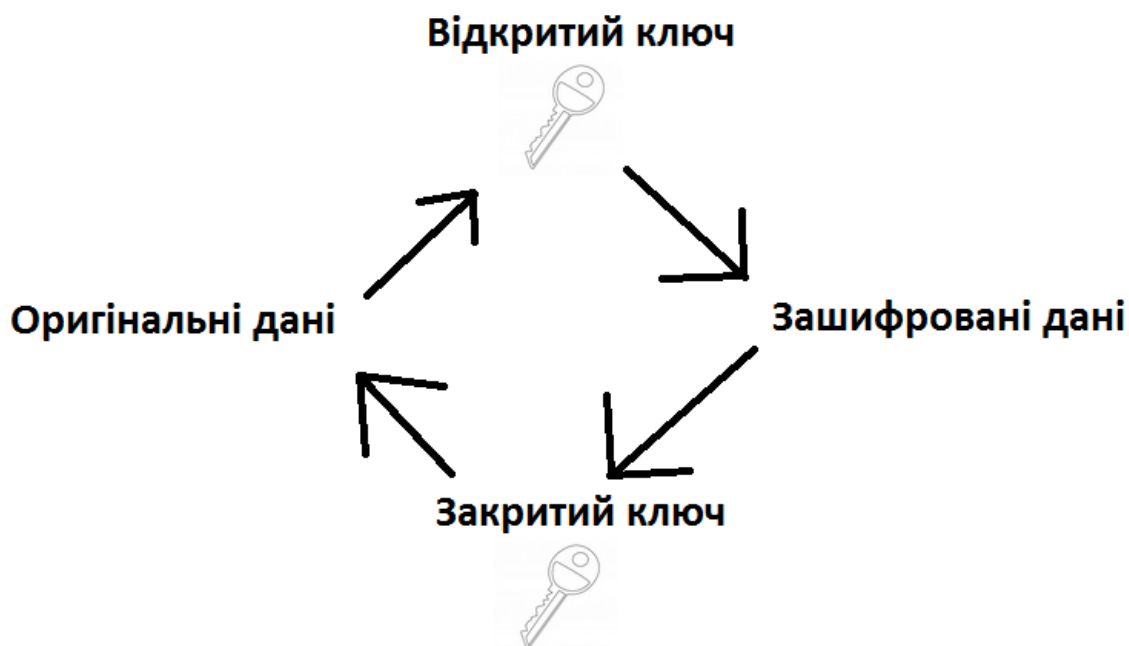 Відкритий ключ
Оригінальні дані
Зашифровані дані
Закритий ключ